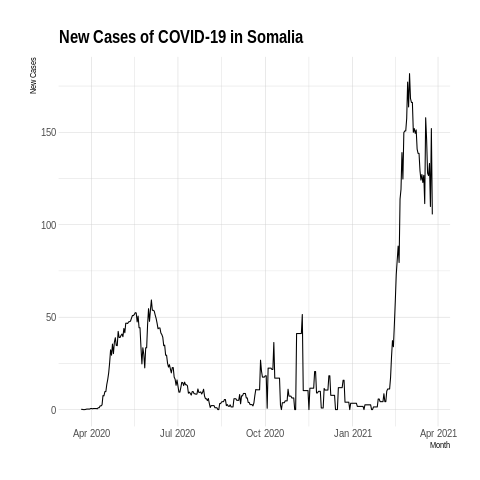 New Cases of COVID-19 in Somalia
New Cases
150
100
50
0
Apr 2020 Jul 2020 Oct 2020 Jan 2021 Apr 2021
Month